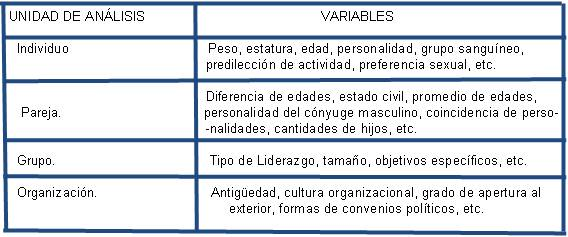 UNIDAD DE ANÁLISIS VARIABLES
Individuo Peso, estatura, edad, personalidad, grupo sanguíneo,
predilección de actividad, preferencia sexual, etc.
Pareja. Diferencia de edades, estado civil, promedio de edades,
personalidad del cónyuge masculino, coincidencia de perso-
-nalidades, cantidades de hijos, etc.
Grupo. Tipo de Liderazgo, tamaño, objetivos específicos, etc.
Organización. Antigüedad, cultura organizacional, grado de apertura al
exterior, formas de convenios políticos, etc.